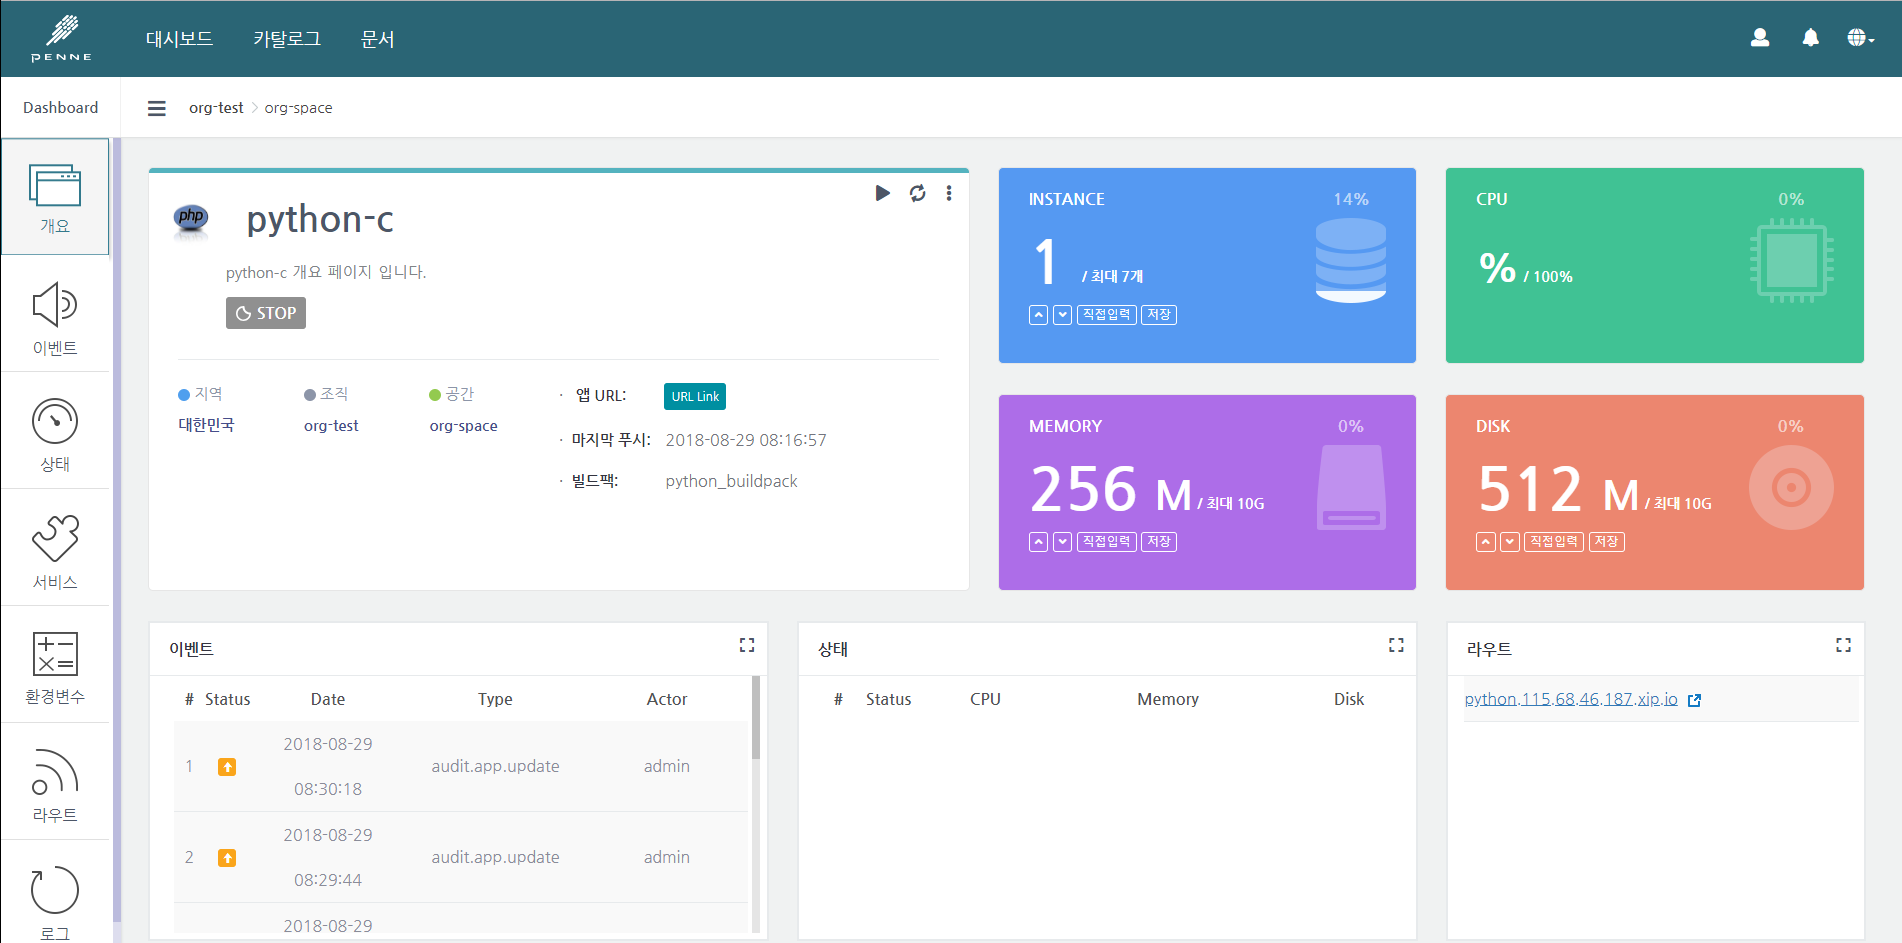 PENNE
대시보드 카탈로그 문서
Dashboard
org-test > org-space
개요
이벤트
상태
서비스
환경변수
라우트
로그
php
python-c
python-c 개요 페이지 입니다.
STOP
지역
대한민국
조직
org-test
공간
org-space
· 앱 URL: URL Link
· 마지막 푸시: 2018-08-29 08:16:57
· 빌드팩: python_buildpack
INSTANCE 14%
1 / 최대 7개
직접입력 저장
CPU 0%
% / 100%
MEMORY 0%
256 M / 최대 10G
직접입력 저장
DISK 0%
512 M / 최대 10G
직접입력 저장
이벤트
# Status Date Type Actor
1 2018-08-29 08:30:18 audit.app.update admin
2 2018-08-29 08:29:44 audit.app.update admin
2018-08-29
상태
# Status CPU Memory Disk
라우트
python.115.68.46.187.xip.io